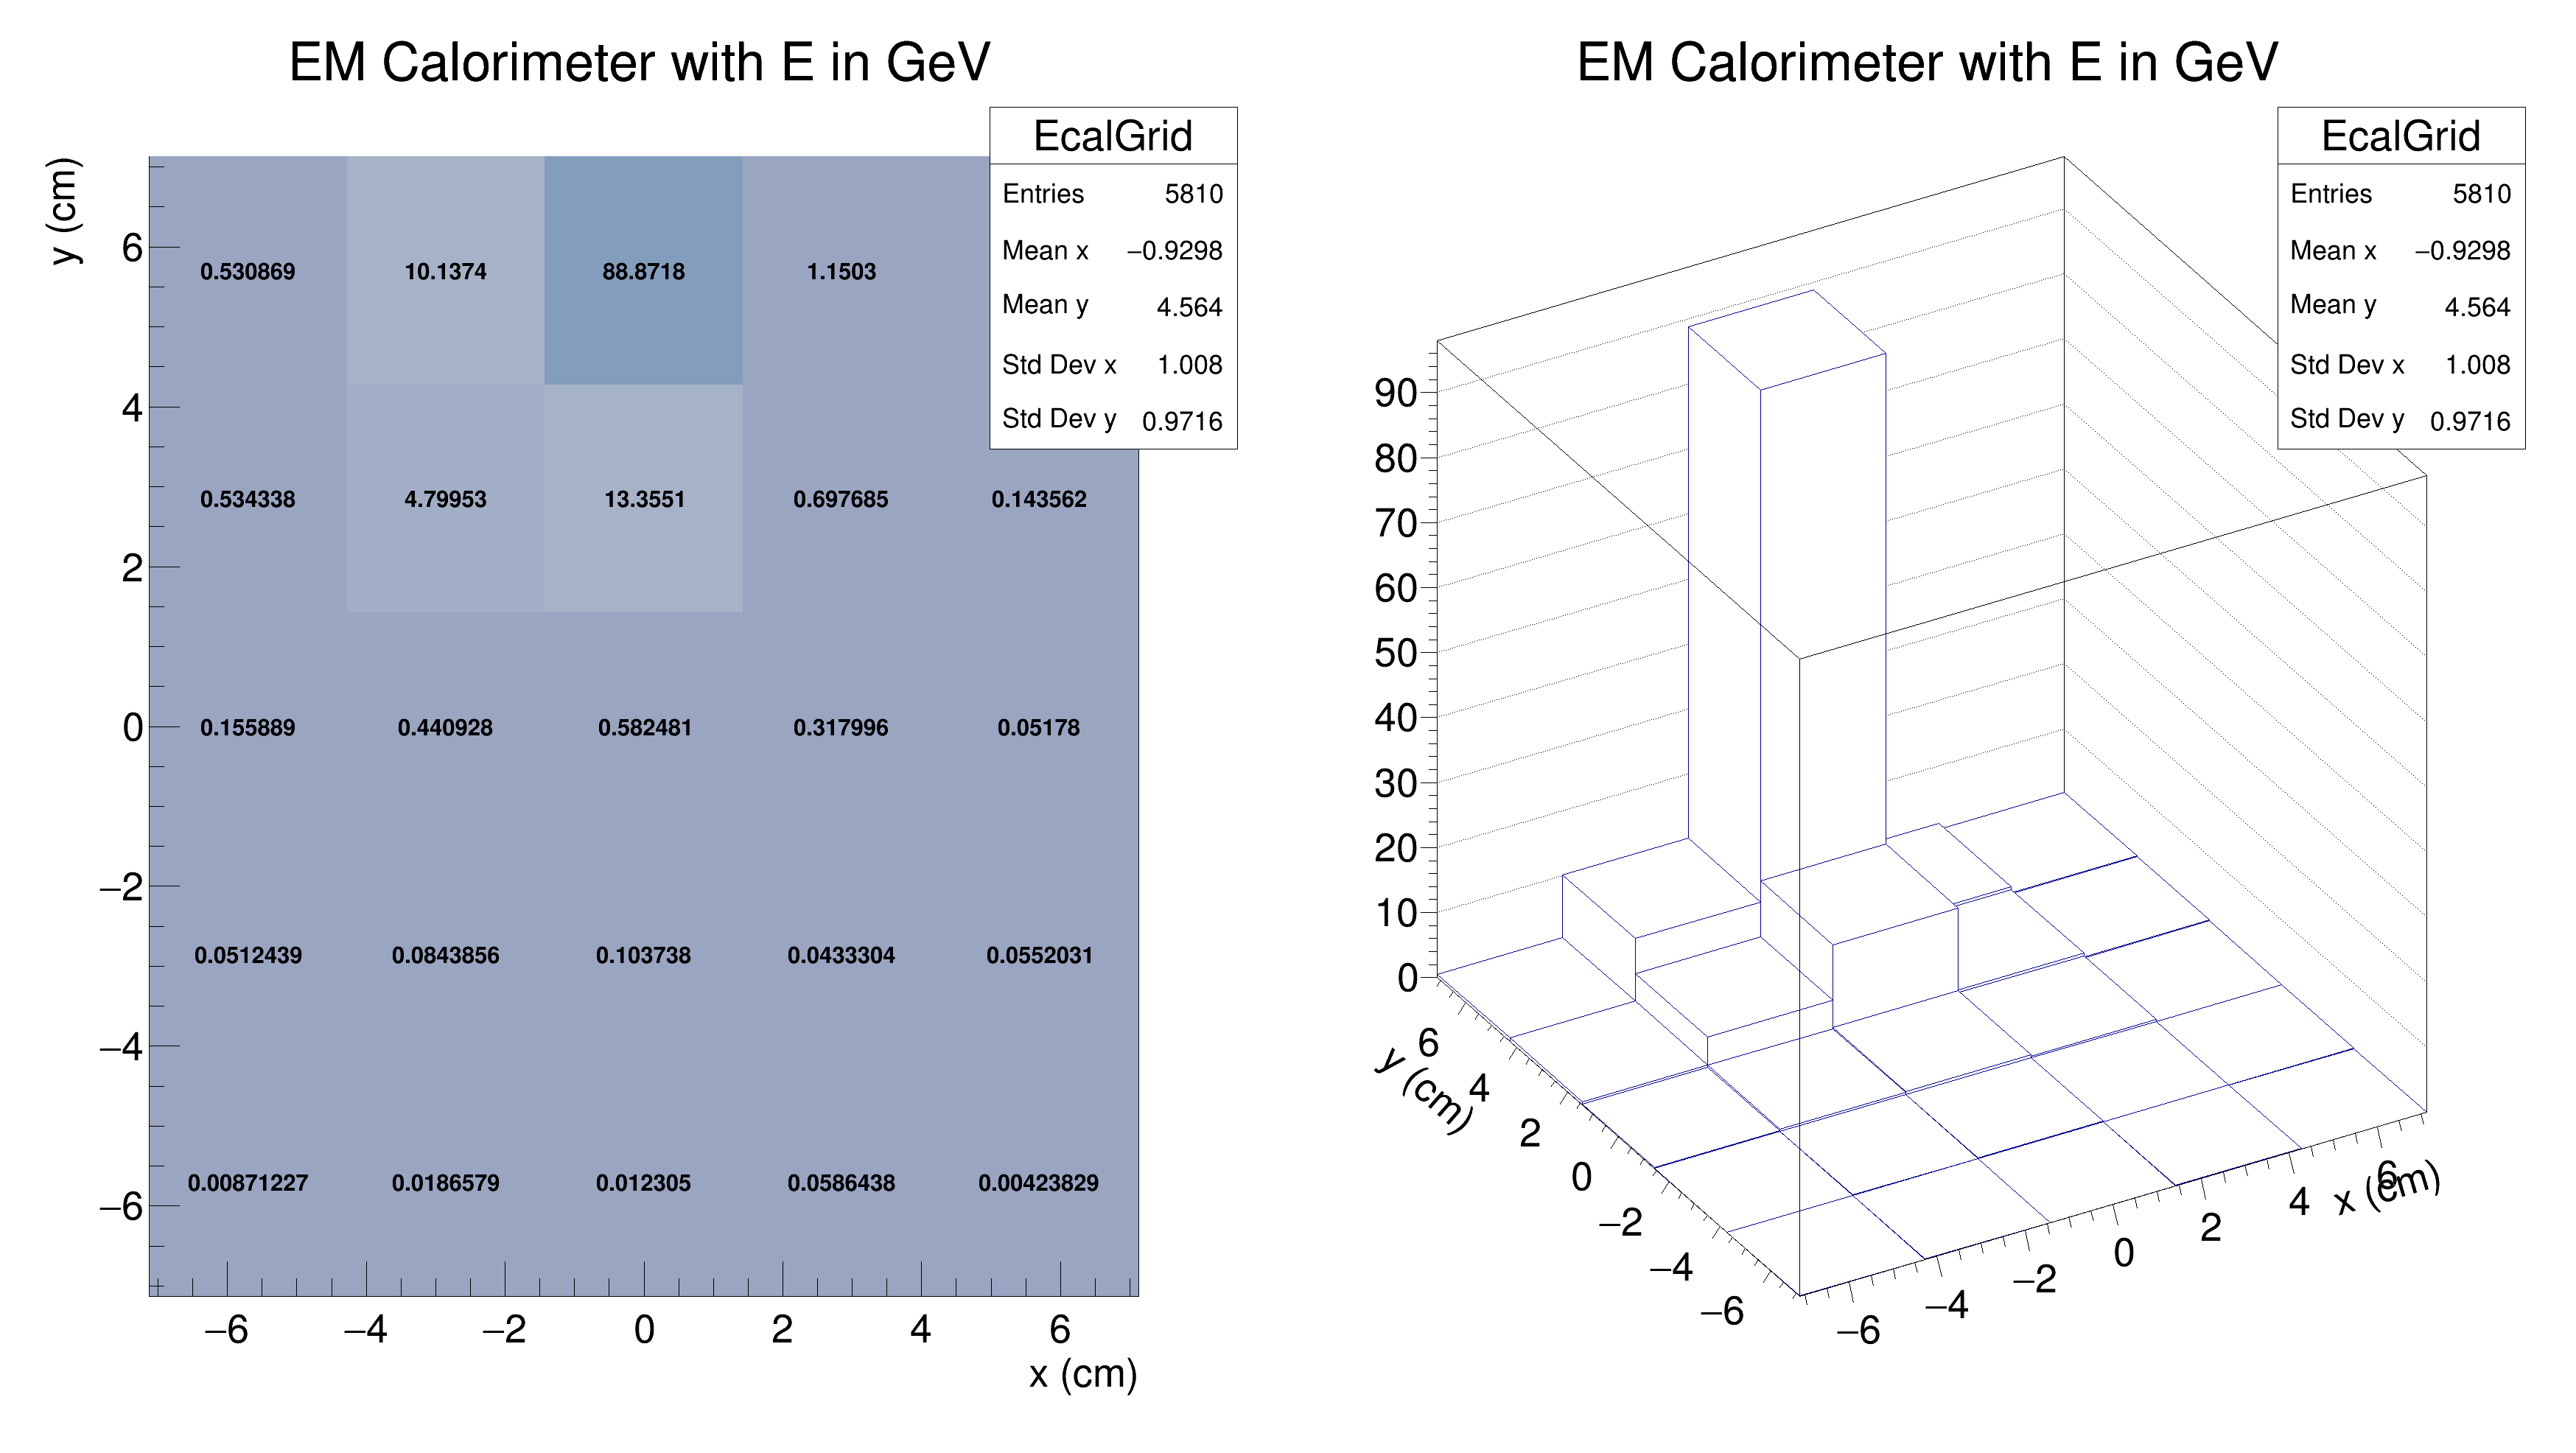 EM Calorimeter with E in GeV
y (cm)
EcalGrid
Entries 5810
Mean x −0.9298
Mean y 4.564
Std Dev x 1.008
Std Dev y 0.9716
6
4
2
0
−2
−4
−6
0.530869 10.1374 88.8718 1.1503
0.534338 4.79953 13.3551 0.697685 0.143562
0.155889 0.440928 0.582481 0.317996 0.05178
0.0512439 0.0843856 0.103738 0.0433304 0.0552031
0.00871227 0.0186579 0.012305 0.0586438 0.00423829
−6 −4 −2 0 2 4 6
x (cm)
EM Calorimeter with E in GeV
EcalGrid
Entries 5810
Mean x −0.9298
Mean y 4.564
Std Dev x 1.008
Std Dev y 0.9716
90
80
70
60
50
40
30
20
10
0
y (cm)
6
4
2
0
−2
−4
−6
−6 −4 −2 0 2 4 6
x (cm)